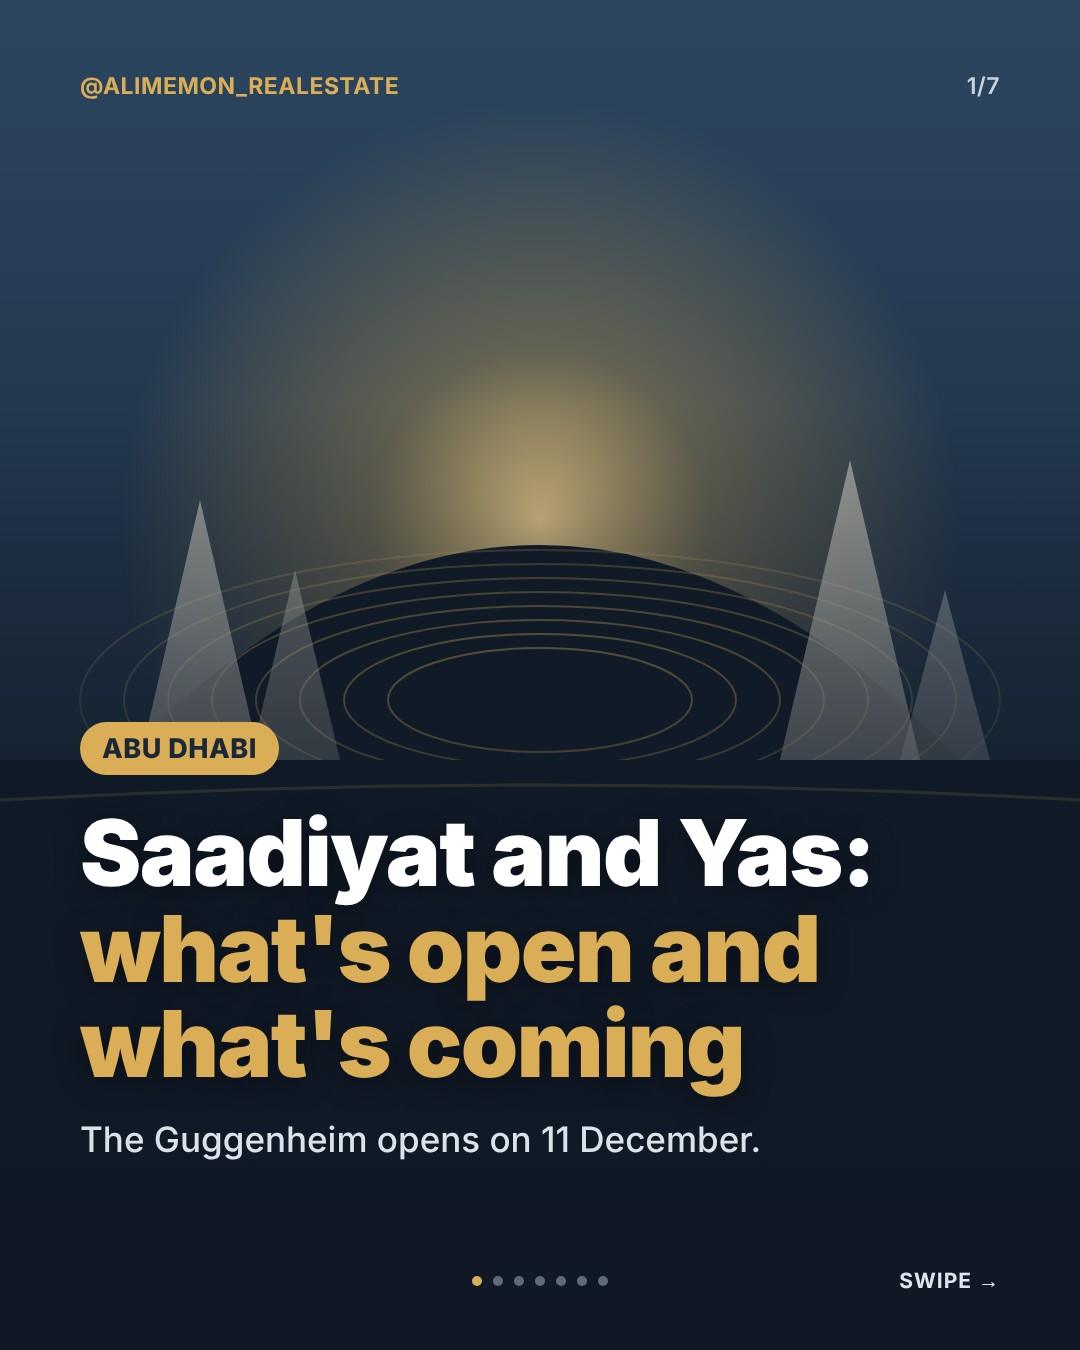 @ALIMEMON_REALESTATE
1/7
ABU DHABI
Saadiyat and Yas:
what's open and
what's coming
The Guggenheim opens on 11 December.
SWIPE →